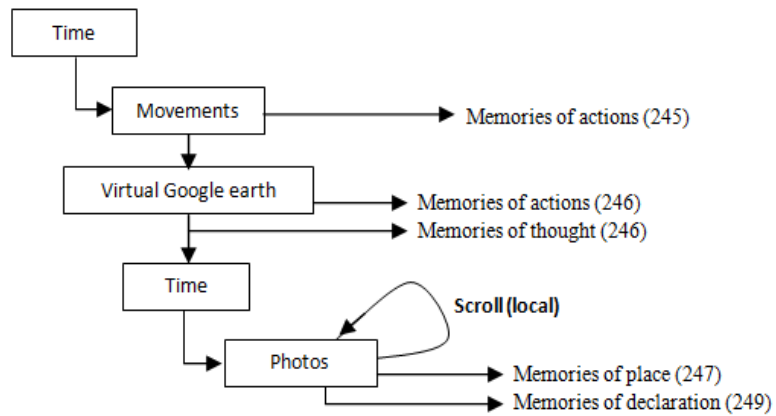 Time
Movements
Memories of actions (245)
Virtual Google earth
Memories of actions (246)
Memories of thought (246)
Time
Scroll (local)
Photos
Memories of place (247)
Memories of declaration (249)